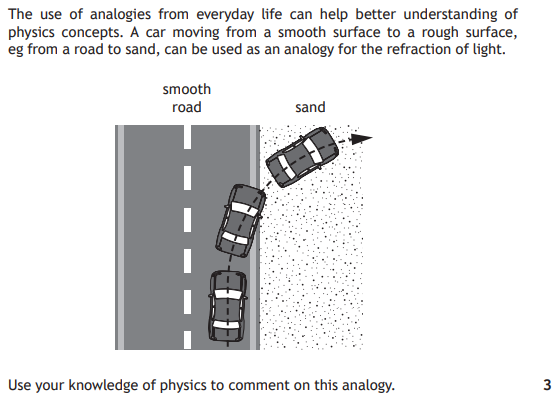 The use of analogies from everyday life can help better understanding of
physics concepts. A car moving from a smooth surface to a rough surface,
eg from a road to sand, can be used as an analogy for the refraction of light.
smooth
road
sand
Use your knowledge of physics to comment on this analogy.
3